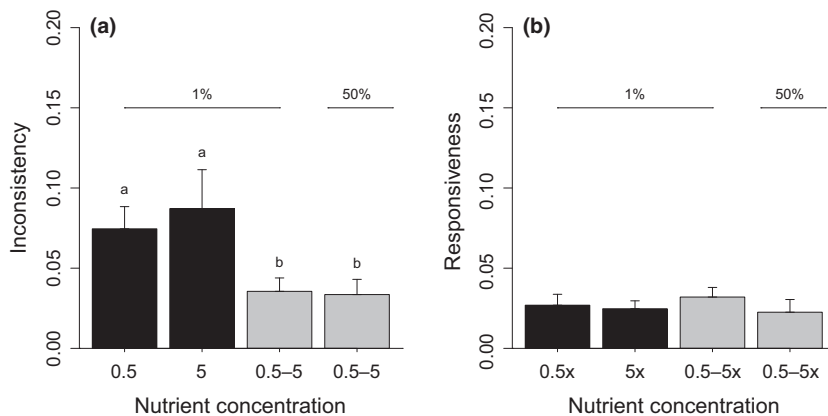 (a)
Inconsistency
0.00 0.05 0.10 0.15 0.20
1%
50%
a
a
b
b
0.5 5 0.5–5 0.5–5
Nutrient concentration
(b)
Responsiveness
0.00 0.05 0.10 0.15 0.20
1%
50%
0.5x 5x 0.5–5x 0.5–5x
Nutrient concentration